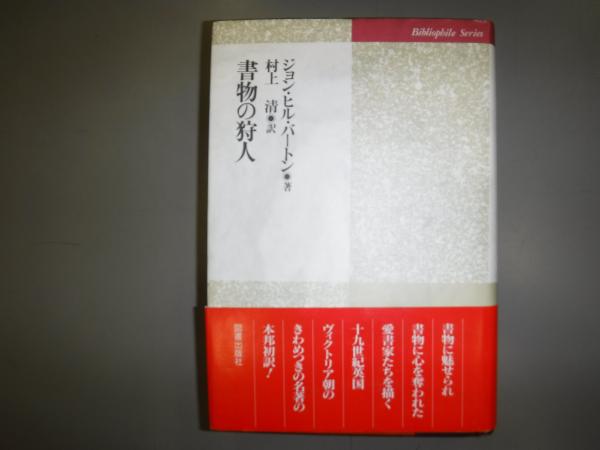 Bibliophile Series
ジョン・ヒル・バートン●著
村上 清●訳
書物の狩人
書物に魅せられ
書物に心を奪われた
愛書家たちを描く
十九世紀英国
ヴィクトリア朝の
きわめつきの名著の
本邦初訳!
図書出版社